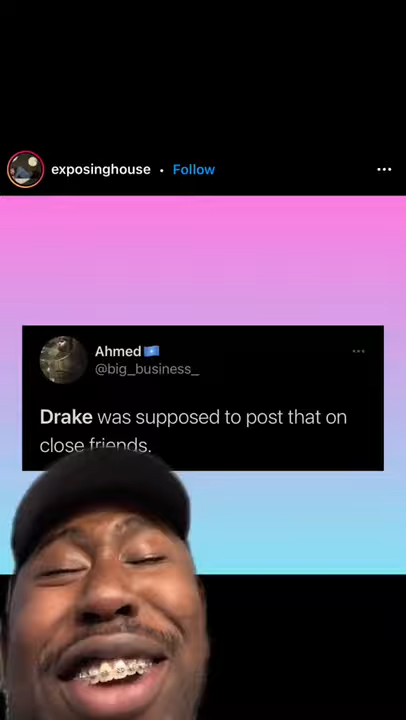 exposinghouse • Follow
Ahmed
@big_business_
Drake was supposed to post that on
close friends.